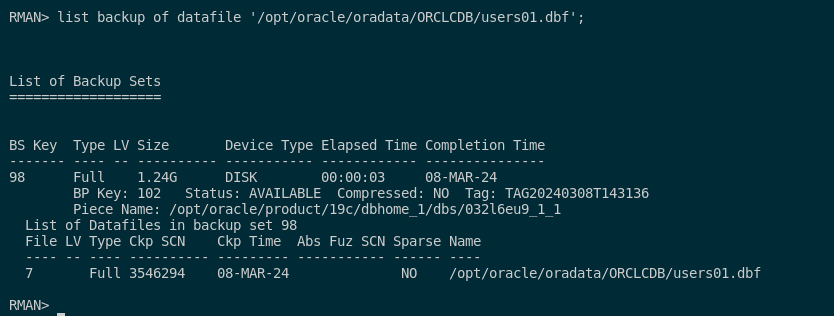 RMAN> list backup of datafile '/opt/oracle/oradata/ORCLCDB/users01.dbf';
List of Backup Sets
===================
BS Key  Type LV Size       Device Type Elapsed Time Completion Time
------- ---- -- ---------- ----------- ------------ ---------------
98      Full    1.24G      DISK        00:00:03     08-MAR-24
        BP Key: 102   Status: AVAILABLE  Compressed: NO  Tag: TAG20240308T143136
        Piece Name: /opt/oracle/product/19c/dbhome_1/dbs/032l6eu9_1_1
  List of Datafiles in backup set 98
  File LV Type Ckp SCN    Ckp Time  Abs Fuz SCN Sparse Name
  ---- -- ---- ---------- --------- ----------- ------ ----
  7       Full 3546294    08-MAR-24              NO    /opt/oracle/oradata/ORCLCDB/users01.dbf
RMAN>